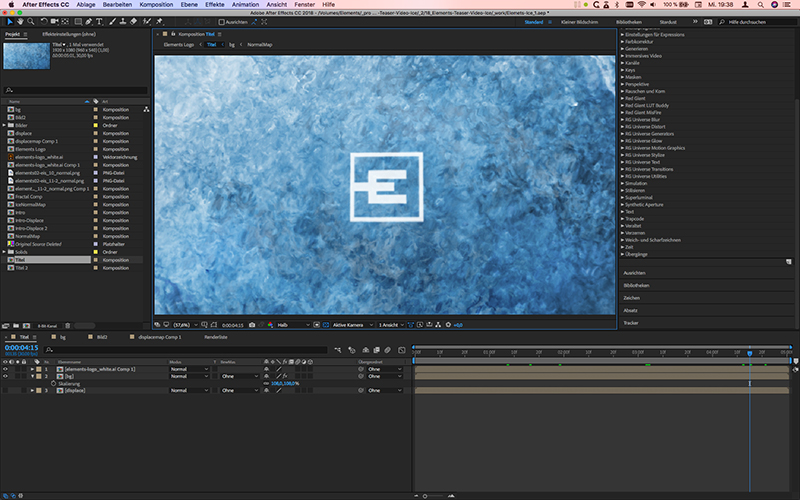 After Effects CC Ablage Bearbeiten Komposition Ebene Effekte Animation Ansicht Fenster Hilfe 100 % Mi. 19:38
Adobe After Effects CC 2018 - /Volumes/Elements/_pro ... -Teaser-Video-Ice/_2/18_Elements-Teaser-Video-Ice/_work/Elemets-Ice_1.aep *
Ausrichten Standard Kleiner Bildschirm Bibliotheken Stardust Hilfe durchsuchen
Projekt Effekteinstellungen (ohne) Komposition Titel
Titel, 1 Mal verwendet
1920 x 1080 (960 x 540) (1,00)
Elements Logo Titel bg NormalMap
Name Art
bg Komposition
Bild2 Komposition
Bilder Ordner
displace Komposition
displacemap Comp 1 Komposition
Elements Logo Komposition
elements-logo_white.ai Vektorzeichnung
elements-logo_white.ai Comp 1 Komposition
elements02-eis_10_normal.png PNG-Datei
elements02-eis_11-2_normal.png PNG-Datei
element..._11-2_normal.png Comp 1 Komposition
Fractal Comp Komposition
IceNormalMap Komposition
Intro Komposition
Intro-Displace Komposition
Intro-Displace 2 Komposition
NormalMap Komposition
Original Source Deleted Platzhalter
Solids Ordner
Titel Komposition
Titel 2 Komposition
8-Bit-Kanal
E
(57,6%) 0:00:04:15 Halb Aktive Kamera 1 Ansicht +0,0
Einstellungen für Expressions
Farbkorrektur
Generieren
Immersives Video
Kanäle
Keys
Masken
Perspektive
Rauschen und Korn
Red Giant
Red Giant LUT Buddy
Red Giant MisFire
RG Universe Blur
RG Universe Distort
RG Universe Generators
RG Universe Glow
RG Universe Motion Graphics
RG Universe Stylize
RG Universe Text
RG Universe Transitions
RG Universe Utilities
Simulation
Stilisieren
Superluminal
Synthetic Aperture
Text
Trapcode
Veraltet
Verzerren
Weich- und Scharfzeichnen
Zeit
Übergänge
Ausrichten
Bibliotheken
Zeichen
Absatz
Tracker
Titel bg Bild2 displacemap Comp 1 Renderliste
0:00:04:15
Nr. Ebenenname Modus BewMas Übergeordnet
1 [elements-logo_white.ai Comp 1] Normal Ohne
2 [bg] Normal Ohne Ohne
Skalierung 108,0,108,0%
3 [displace] Normal Ohne Ohne